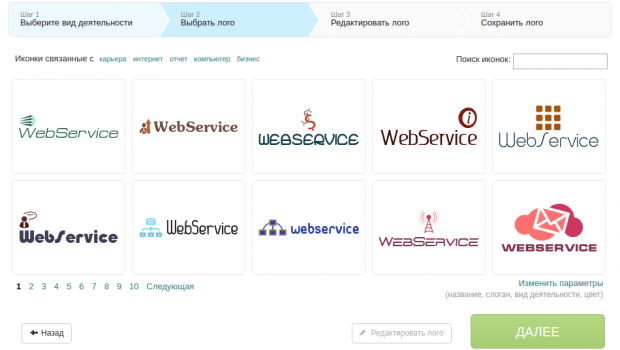 Шаг 1
Выберите вид деятельности
Шаг 2
Выбрать лого
Шаг 3
Редактировать лого
Шаг 4
Сохранить лого
Иконки связанные с карьера интернет отчет компьютер бизнес
Поиск иконок:
WebService
WebService
WEBSERVICE
i
WebService
WebService
WebService
WebService
webservice
WEBSERVICE
WEBSERVICE
1 2 3 4 5 6 7 8 9 10 Следующая
Изменить параметры
(название, слоган, вид деятельности, цвет)
Назад
Редактировать лого
ДАЛЕЕ